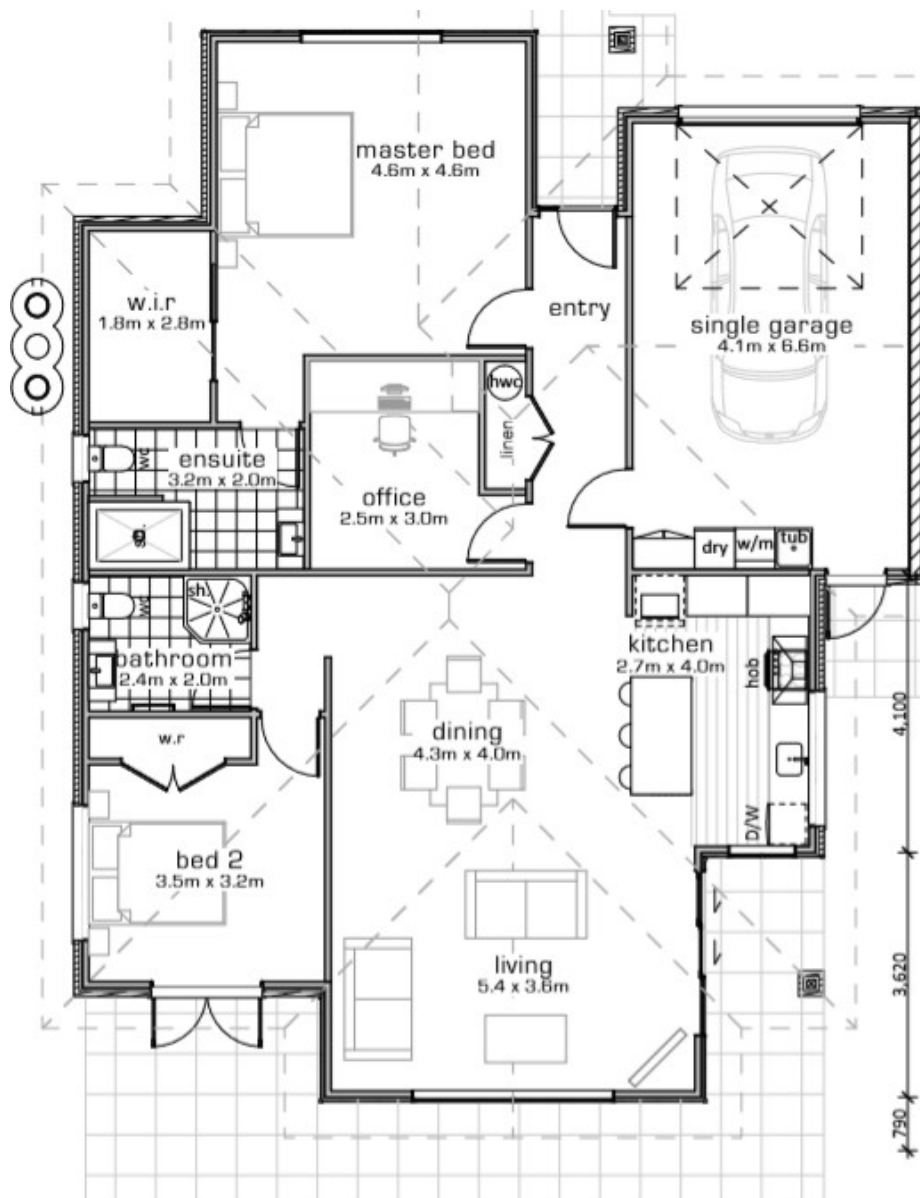 master bed
4.6m x 4.6m
w.i.r
1.8m x 2.8m
entry
single garage
4.1m x 6.6m
hwc
linen
wc
ensuite
3.2m x 2.0m
office
2.5m x 3.0m
dry
w/m
tub
sh.
wc
bathroom
2.4m x 2.0m
kitchen
2.7m x 4.0m
hob
4,100
w.r
dining
4.3m x 4.0m
D/W
bed 2
3.5m x 3.2m
living
5.4 x 3.6m
3,620
790